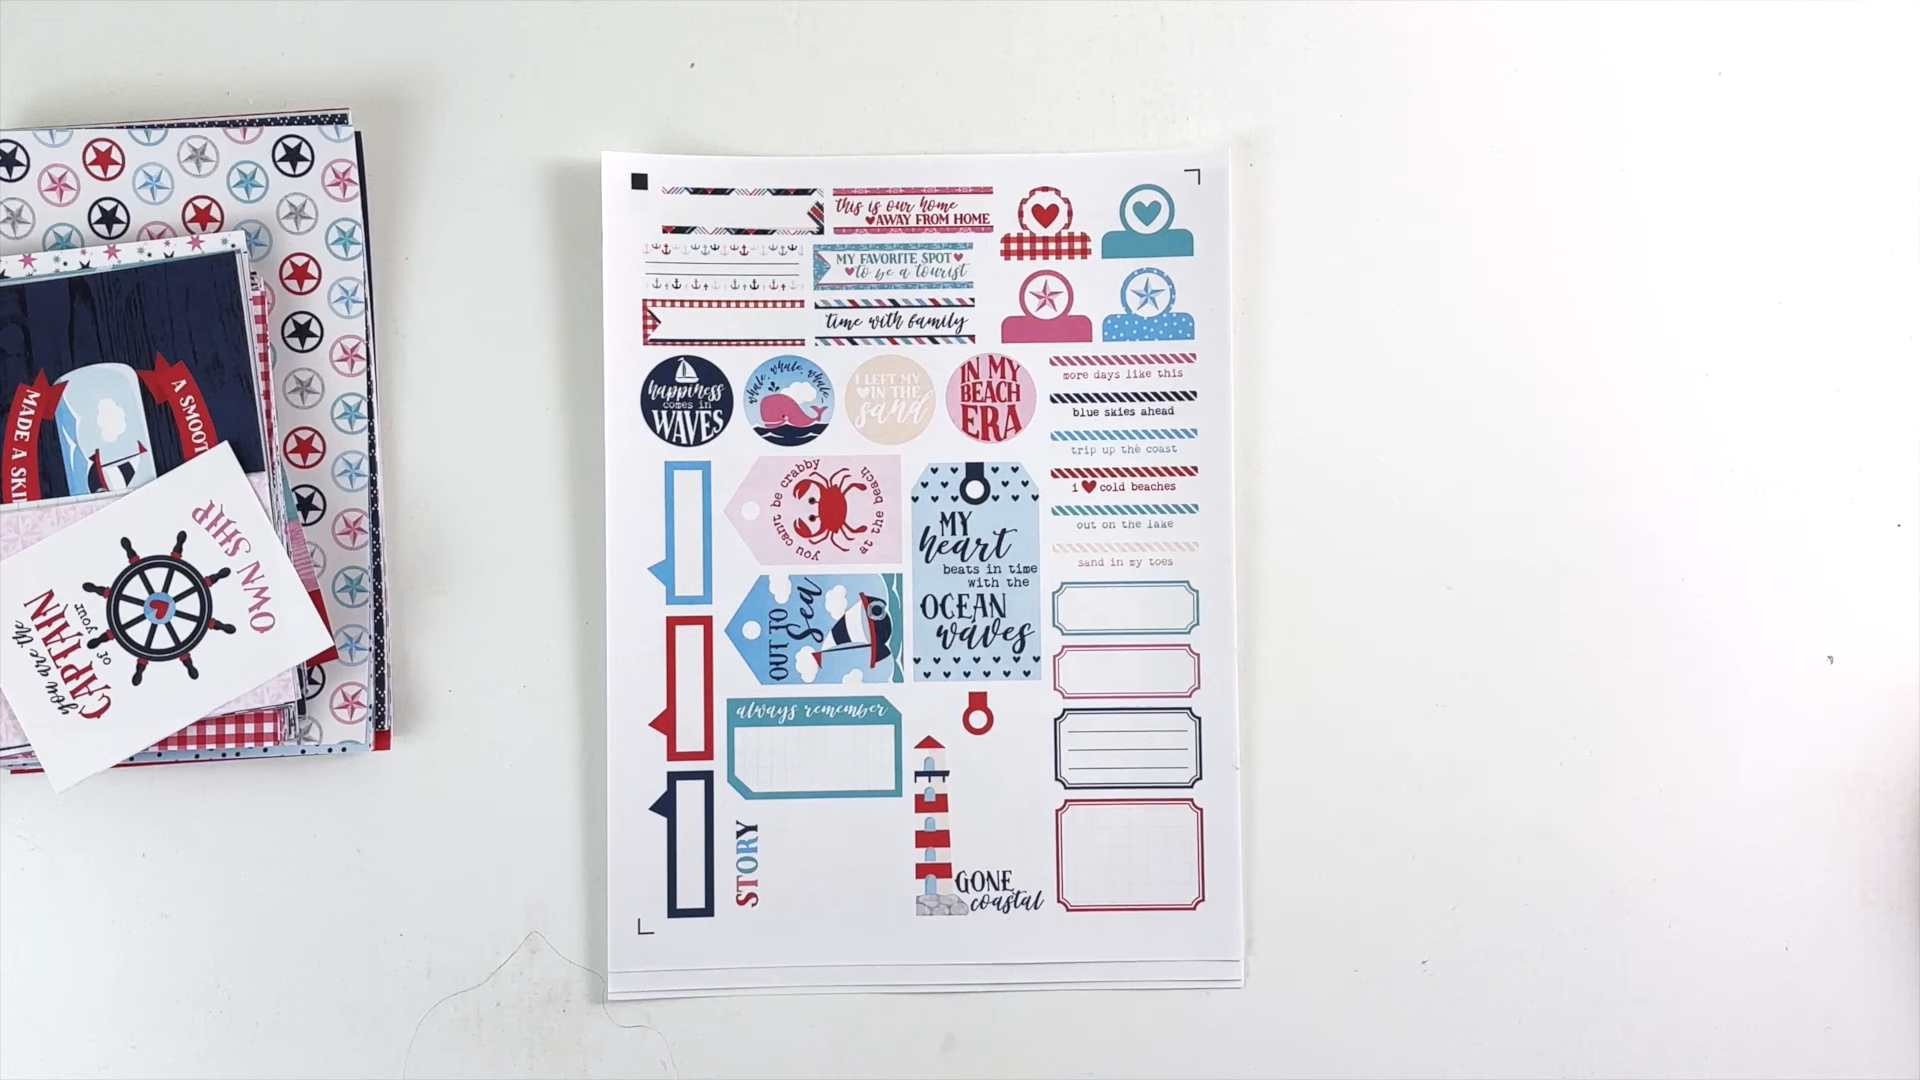 this is our home
AWAY FROM HOME
MY FAVORITE SPOT
to be a tourist
time with family
happiness
comes in
WAVES
whale, whale, whale
I LEFT MY
IN THE
sand
IN MY
BEACH
ERA
more days like this
blue skies ahead
trip up the coast
i cold beaches
out on the lake
sand in my toes
you can't be crabby
at the beach
MY
heart
beats in time
with the
OCEAN
waves
OUT TO
Sea
always remember
STORY
GONE
coastal
MADE A SKI
A SMOOT
you are the
CAPTAIN
of your
OWN SHIP